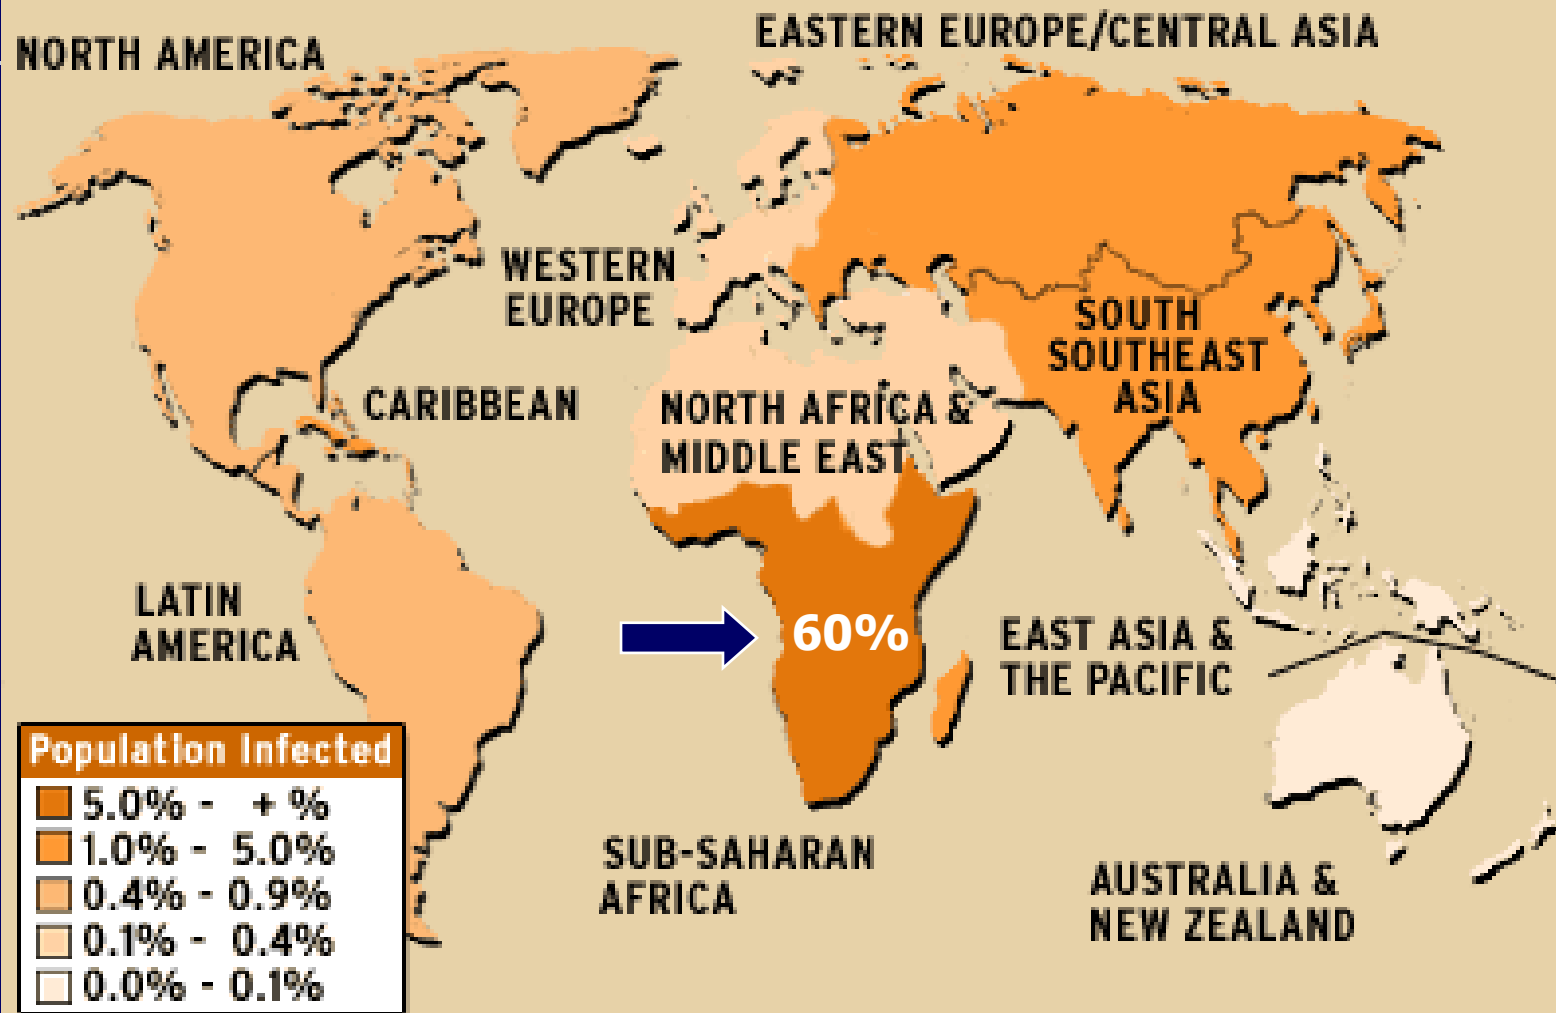 EASTERN EUROPE/CENTRAL ASIA
NORTH AMERICA
WESTERN
EUROPE
SOUTH
SOUTHEAST
ASIA
CARIBBEAN
NORTH AFRICA &
MIDDLE EAST
LATIN
AMERICA
60%
EAST ASIA &
THE PACIFIC
Population Infected
5.0% - + %
1.0% - 5.0%
0.4% - 0.9%
0.1% - 0.4%
0.0% - 0.1%
SUB-SAHARAN
AFRICA
AUSTRALIA &
NEW ZEALAND